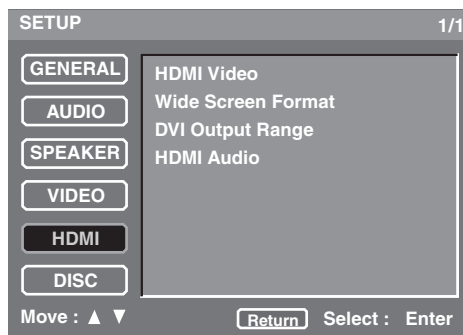 SETUP 1/1
GENERAL
AUDIO
SPEAKER
VIDEO
HDMI
DISC
HDMI Video
Wide Screen Format
DVI Output Range
HDMI Audio
Move : ▲ ▼ Return Select : Enter